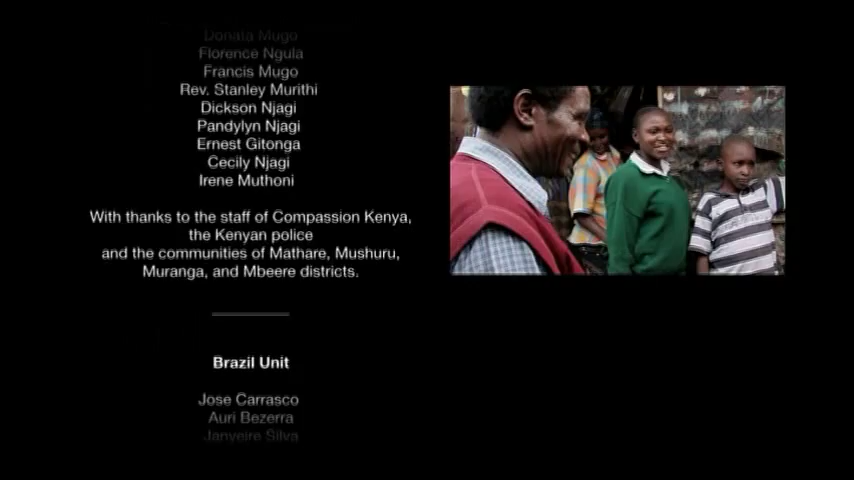 Donata Mugo
Florence Ngula
Francis Mugo
Rev. Stanley Murithi
Dickson Njagi
Pandylyn Njagi
Ernest Gitonga
Cecily Njagi
Irene Muthoni
With thanks to the staff of Compassion Kenya,
the Kenyan police
and the communities of Mathare, Mushuru,
Muranga, and Mbeere districts.
Brazil Unit
Jose Carrasco
Auri Bezerra
Janyeire Silva